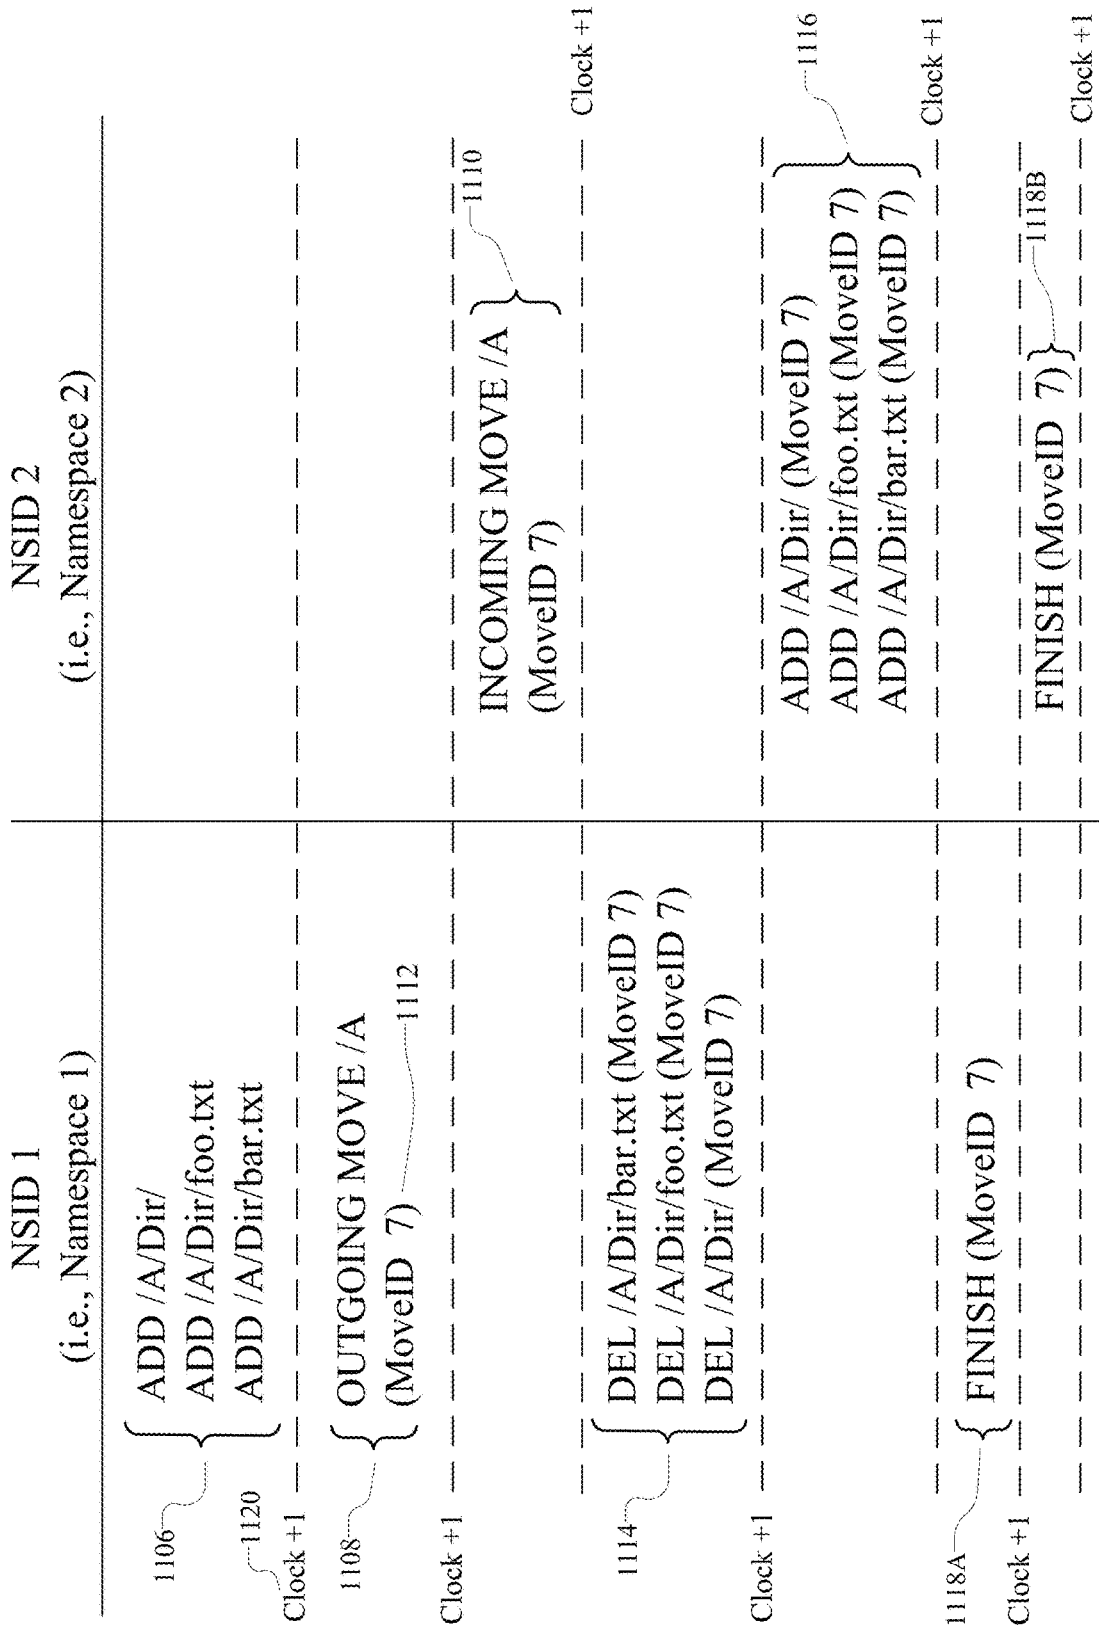 NSID 1
(i.e., Namespace 1)
NSID 2
(i.e., Namespace 2)
1106
ADD /A/Dir/
ADD /A/Dir/foo.txt
ADD /A/Dir/bar.txt
1120
Clock +1
1108
OUTGOING MOVE /A
(MoveID 7)
1112
Clock +1
INCOMING MOVE /A
(MoveID 7)
1110
Clock +1
1114
DEL /A/Dir/bar.txt (MoveID 7)
DEL /A/Dir/foo.txt (MoveID 7)
DEL /A/Dir/ (MoveID 7)
Clock +1
ADD /A/Dir/ (MoveID 7)
ADD /A/Dir/foo.txt (MoveID 7)
ADD /A/Dir/bar.txt (MoveID 7)
1116
Clock +1
1118A
FINISH (MoveID 7)
Clock +1
FINISH (MoveID 7)
1118B
Clock +1